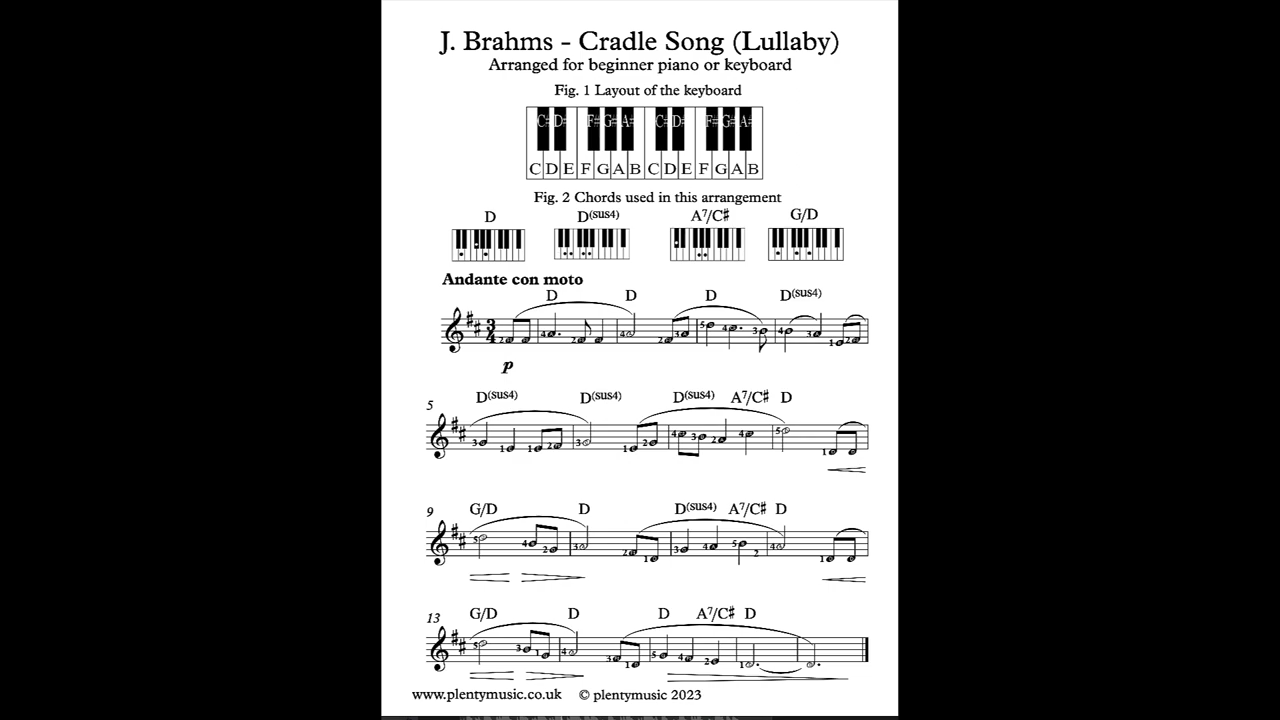 J. Brahms - Cradle Song (Lullaby)
Arranged for beginner piano or keyboard
Fig. 1 Layout of the keyboard
C# D# F# G# A# C# D# F# G# A#
C D E F G A B C D E F G A B
Fig. 2 Chords used in this arrangement
D D(sus4) A7/C♯ G/D
Andante con moto
D D D D(sus4)
3
4
p
5
D(sus4) D(sus4) D(sus4) A7/C♯ D
9
G/D D D(sus4) A7/C♯ D
13
G/D D D A7/C♯ D
www.plentymusic.co.uk © plentymusic 2023